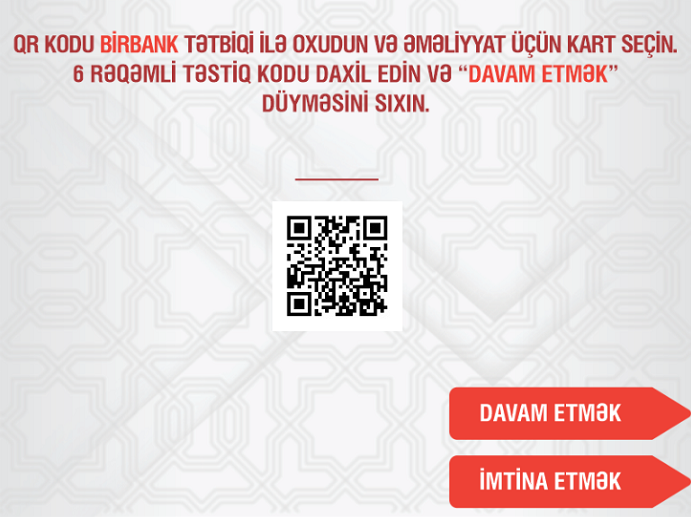 QR KODU BİRBANK TƏTBİQİ İLƏ OXUDUN VƏ ƏMƏLİYYAT ÜÇÜN KART SEÇİN.
6 RƏQƏMLİ TƏSTİQ KODU DAXİL EDİN VƏ “DAVAM ETMƏK”
DÜYMƏSİNİ SIXIN.
DAVAM ETMƏK
İMTİNA ETMƏK